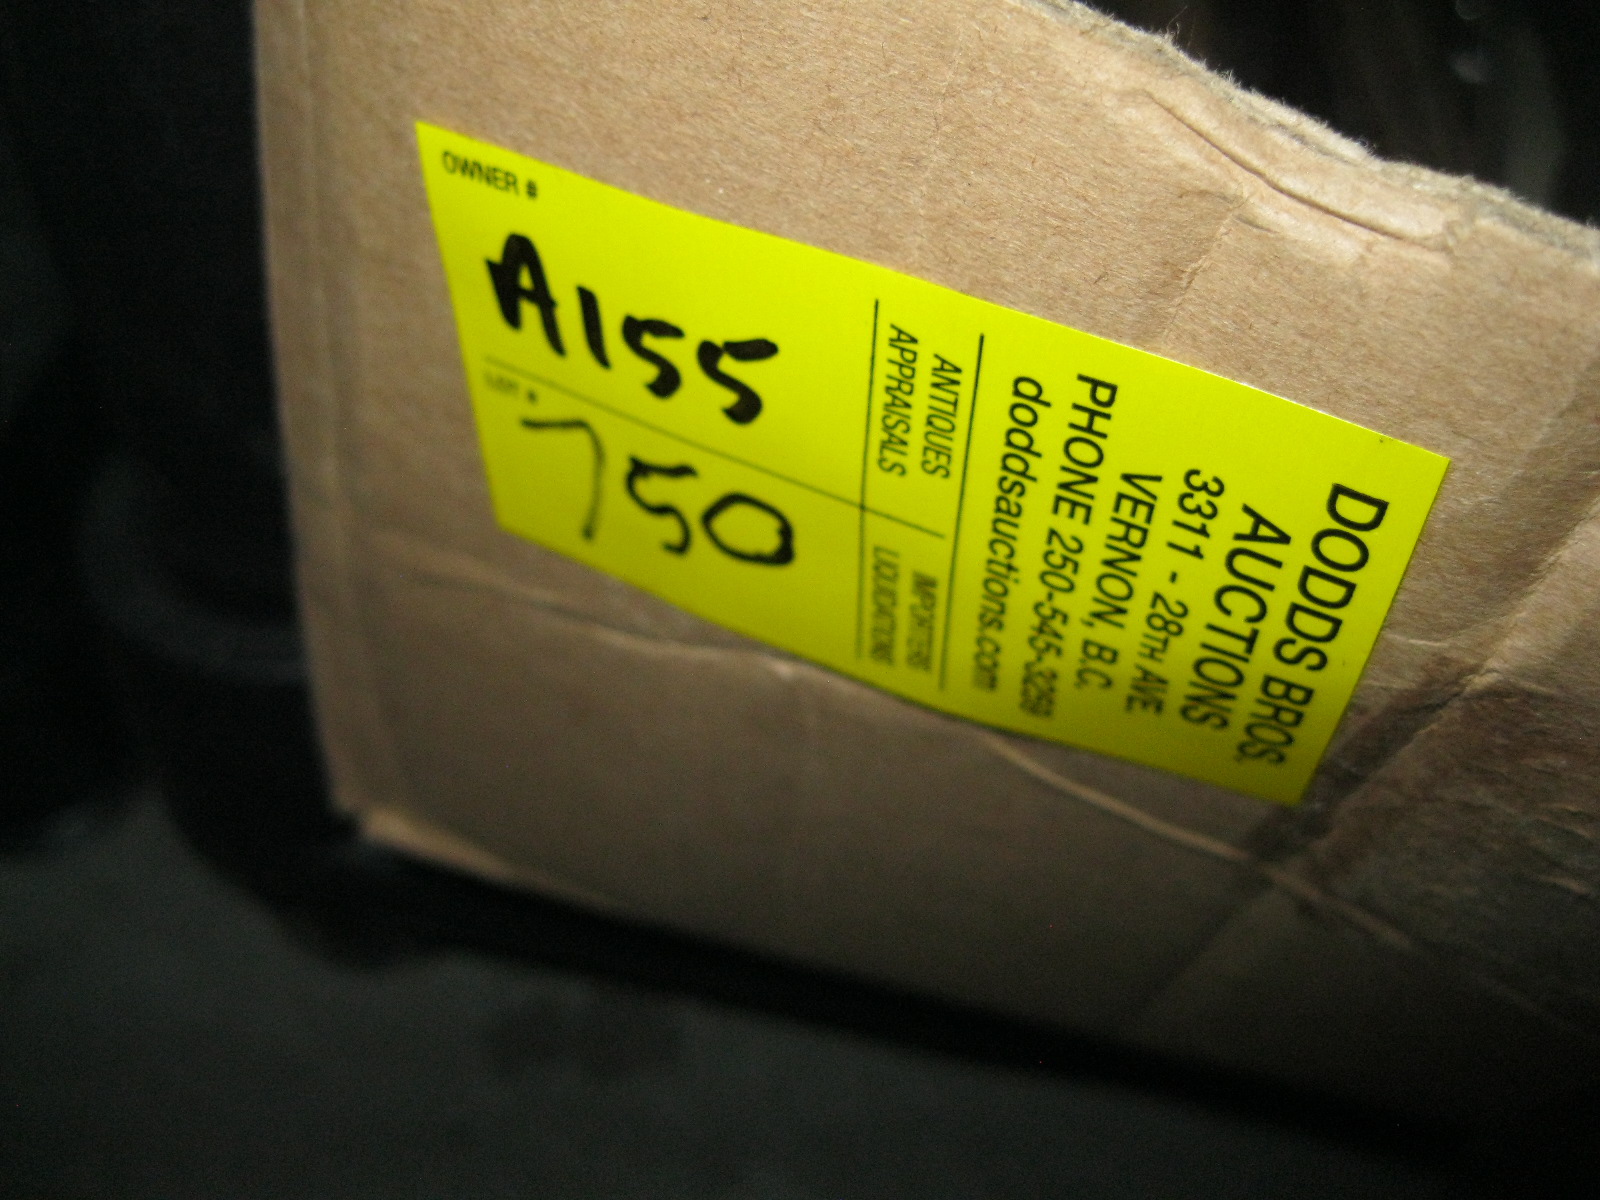 DODDS BROS.
AUCTIONS
3311 - 28TH AVE.
VERNON, B.C.
PHONE 250-545-3259
doddsauctions.com
ANTIQUES
APPRAISALS
IMPORTERS
LIQUIDATIONS
OWNER #
A155
LOT #
750